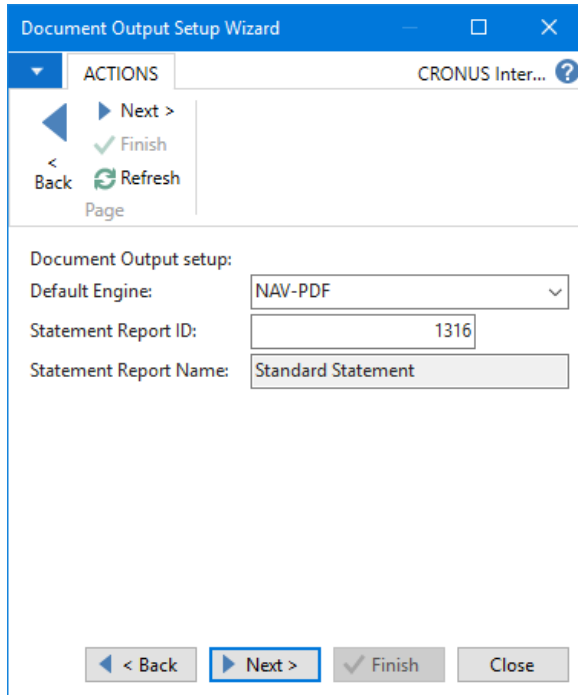 Document Output Setup Wizard
ACTIONS
CRONUS Inter... ?
Next >
Finish
< Back
Refresh
Page
Document Output setup:
Default Engine: NAV-PDF
Statement Report ID: 1316
Statement Report Name: Standard Statement
< Back Next > Finish Close